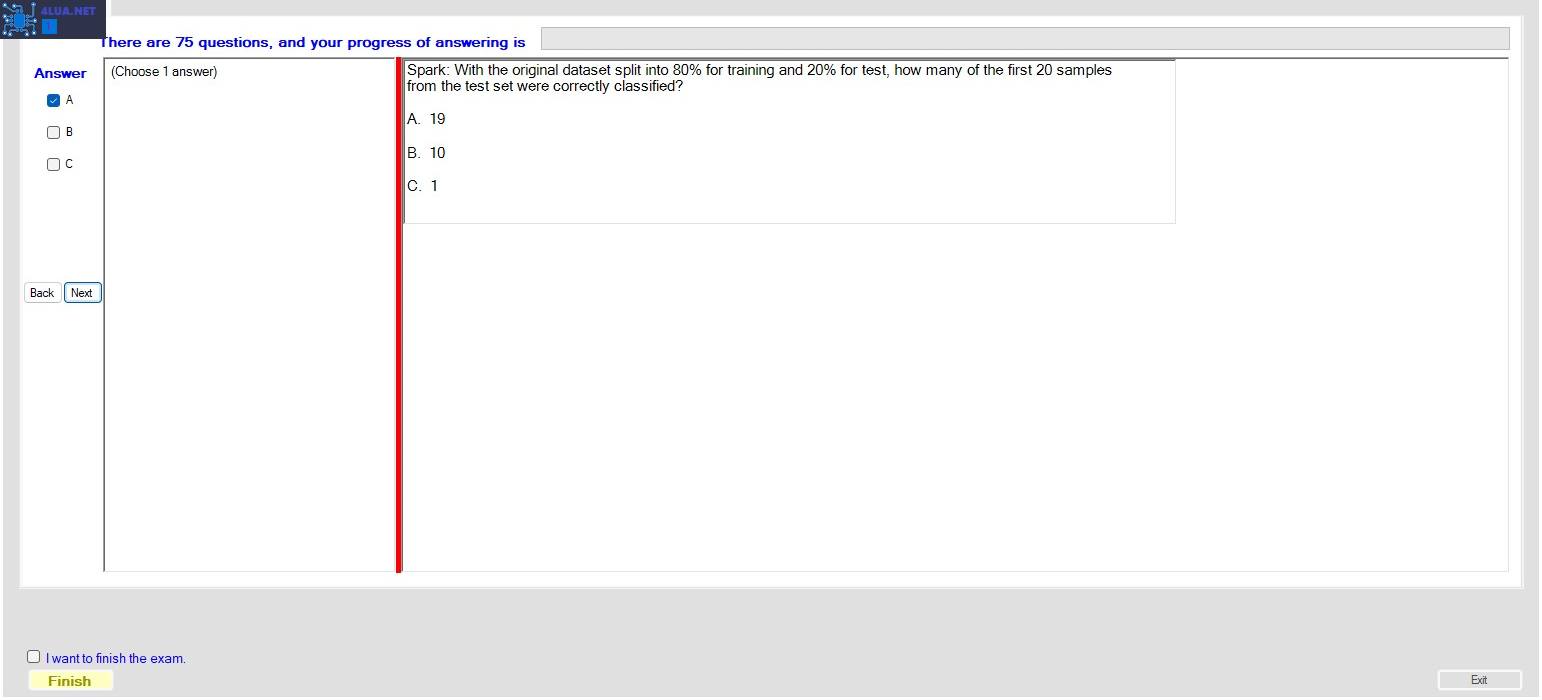 4LUA.NET
There are 75 questions, and your progress of answering is
Answer
A
B
C
Back
Next
(Choose 1 answer)
Spark: With the original dataset split into 80% for training and 20% for test, how many of the first 20 samples
from the test set were correctly classified?
A. 19
B. 10
C. 1
I want to finish the exam.
Finish
Exit